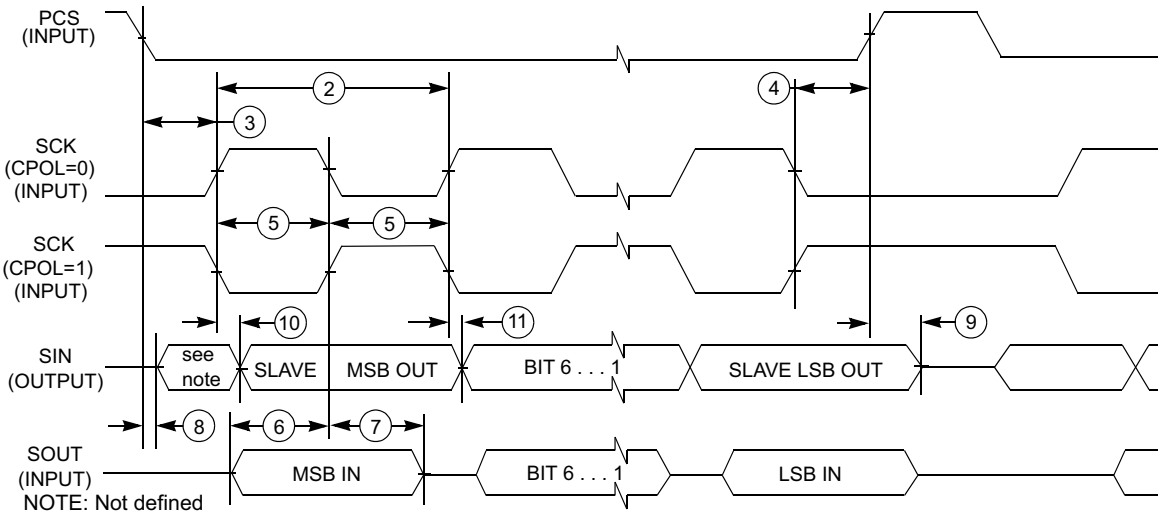 PCS
(INPUT)
2
4
3
SCK
(CPOL=0)
(INPUT)
5
5
SCK
(CPOL=1)
(INPUT)
10
11
9
SIN
(OUTPUT)
see
note
SLAVE
MSB OUT
BIT 6 . . . 1
SLAVE LSB OUT
8
6
7
SOUT
(INPUT)
MSB IN
BIT 6 . . . 1
LSB IN
NOTE: Not defined